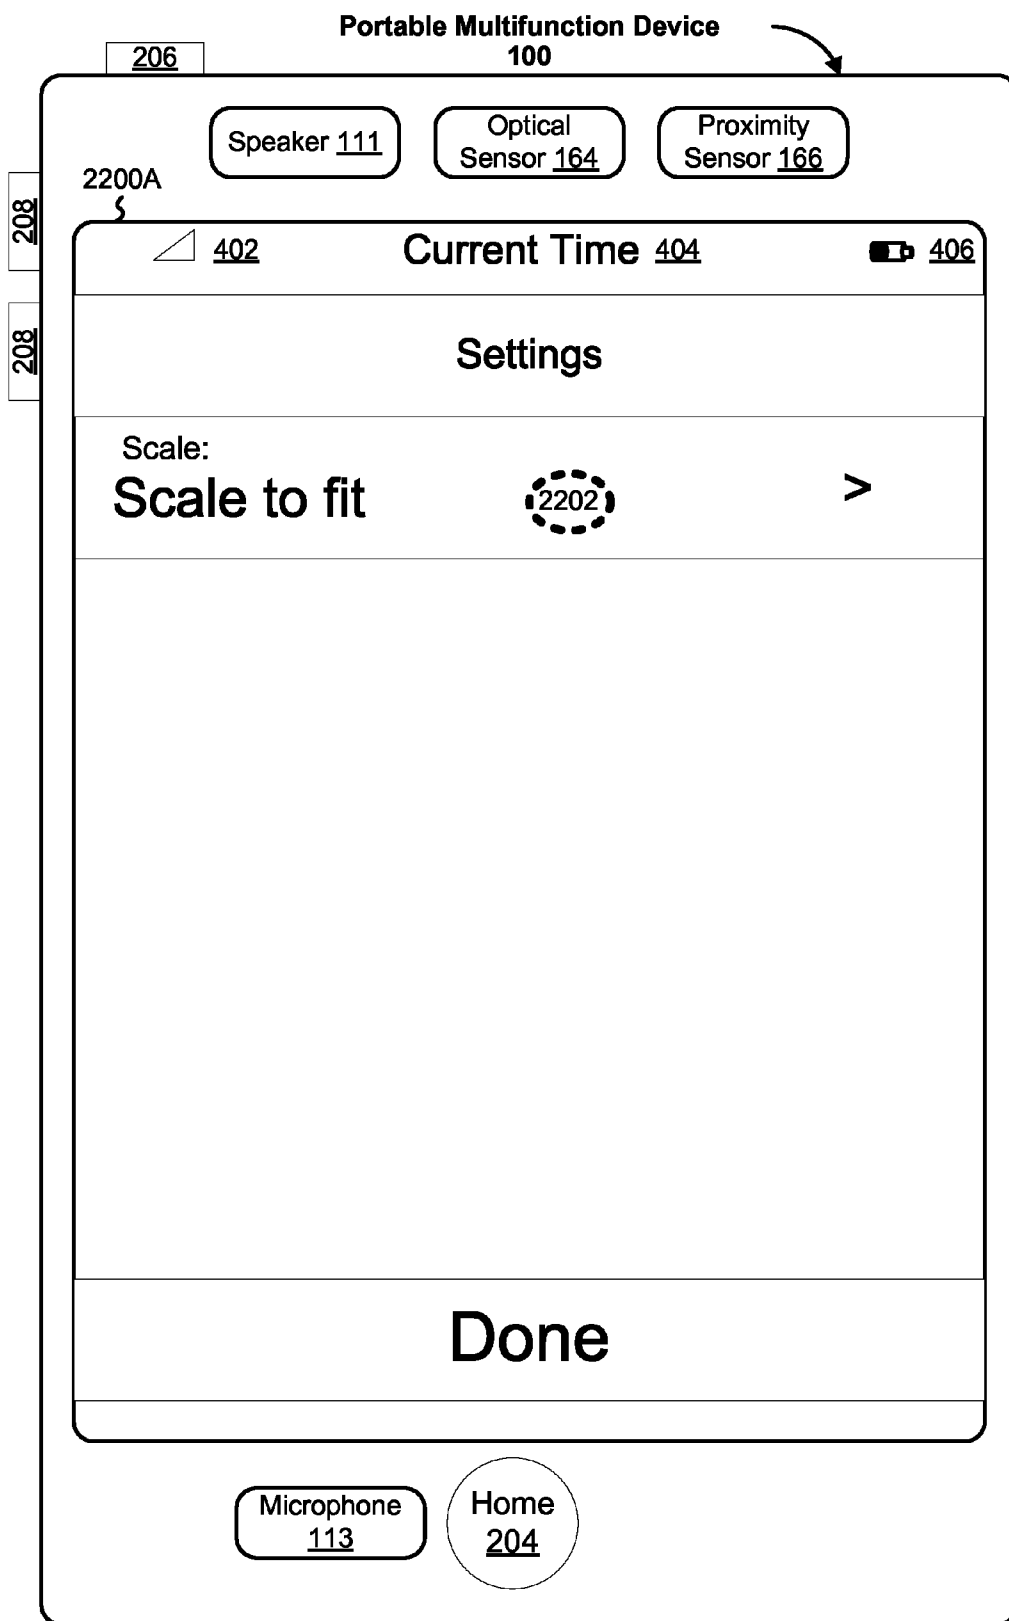 Portable Multifunction Device
100
206
Speaker 111
Optical
Sensor 164
Proximity
Sensor 166
2200A
208
208
402
Current Time 404
406
Settings
Scale:
Scale to fit
2202
>
Done
Microphone
113
Home
204